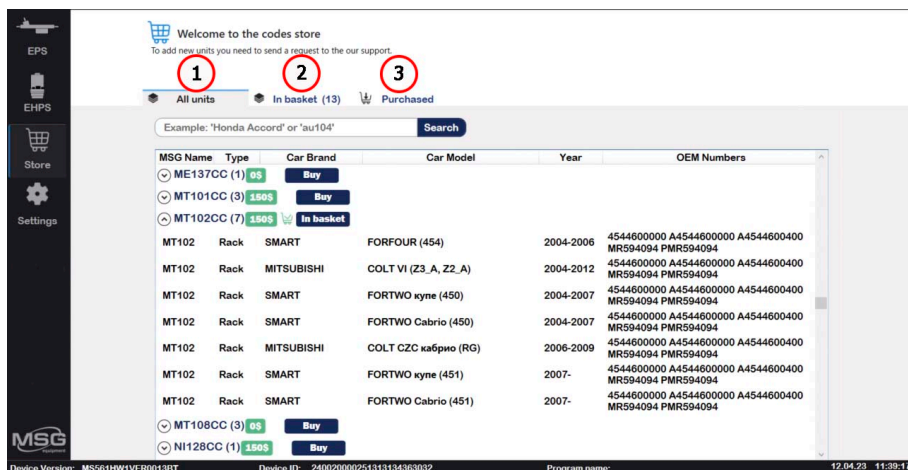 EPS
EHPS
Store
Settings
MSG
equipment
Welcome to the codes store
To add new units you need to send a request to the our support.
1
2
3
All units
In basket (13)
Purchased
Example: 'Honda Accord' or 'au104'
Search
MSG Name Type Car Brand Car Model Year OEM Numbers
ME137CC (1) 0$ Buy
MT101CC (3) 150$ Buy
MT102CC (7) 150$ In basket
MT102 Rack SMART FORFOUR (454) 2004-2006 4544600000 A4544600000 A4544600400
MR594094 PMR594094
MT102 Rack MITSUBISHI COLT VI (Z3_A, Z2_A) 2004-2012 4544600000 A4544600000 A4544600400
MR594094 PMR594094
MT102 Rack SMART FORTWO купе (450) 2004-2007 4544600000 A4544600000 A4544600400
MR594094 PMR594094
MT102 Rack SMART FORTWO Cabrio (450) 2004-2007 4544600000 A4544600000 A4544600400
MR594094 PMR594094
MT102 Rack MITSUBISHI COLT CZC кабрио (RG) 2006-2009 4544600000 A4544600000 A4544600400
MR594094 PMR594094
MT102 Rack SMART FORTWO купе (451) 2007- 4544600000 A4544600000 A4544600400
MR594094 PMR594094
MT102 Rack SMART FORTWO Cabrio (451) 2007- 4544600000 A4544600000 A4544600400
MR594094 PMR594094
MT108CC (3) 0$ Buy
NI128CC (1) 150$ Buy
Device Version: MS561HW1VER0013BT Device ID: Program name: 12.04.23